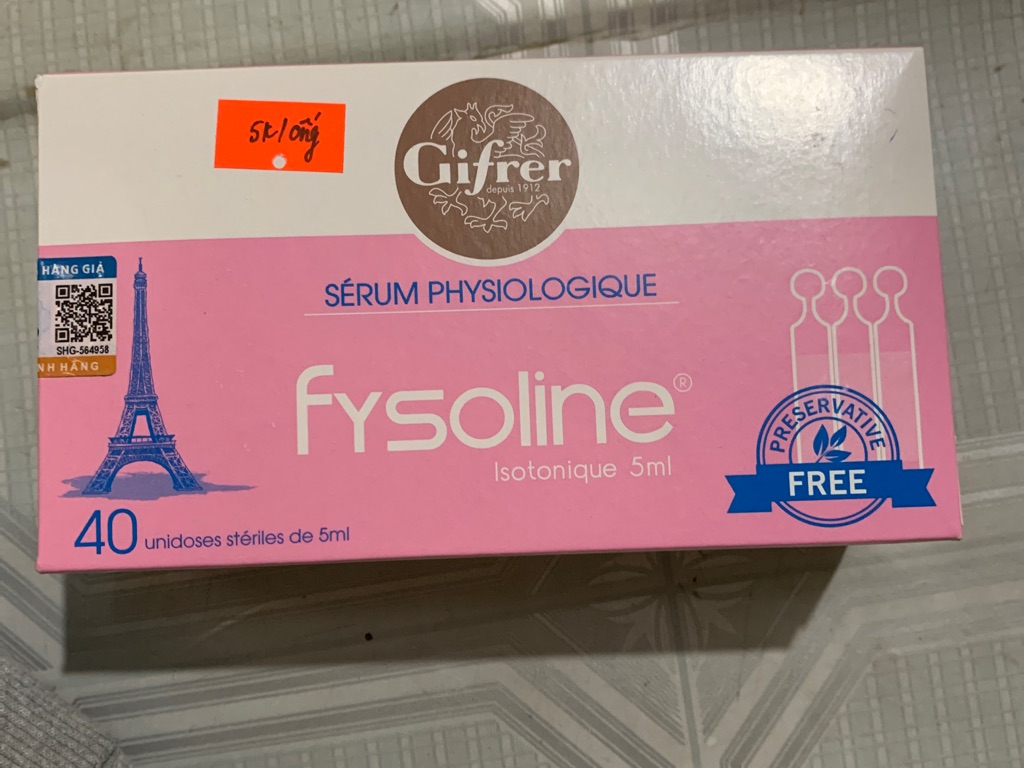 5k/ống
Gifrer
depuis 1912
HÀNG GIẢ
SHG-564958
NH HÃNG
SÉRUM PHYSIOLOGIQUE
fysoline®
Isotonique 5ml
PRESERVATIVE
FREE
40 unidoses stériles de 5ml